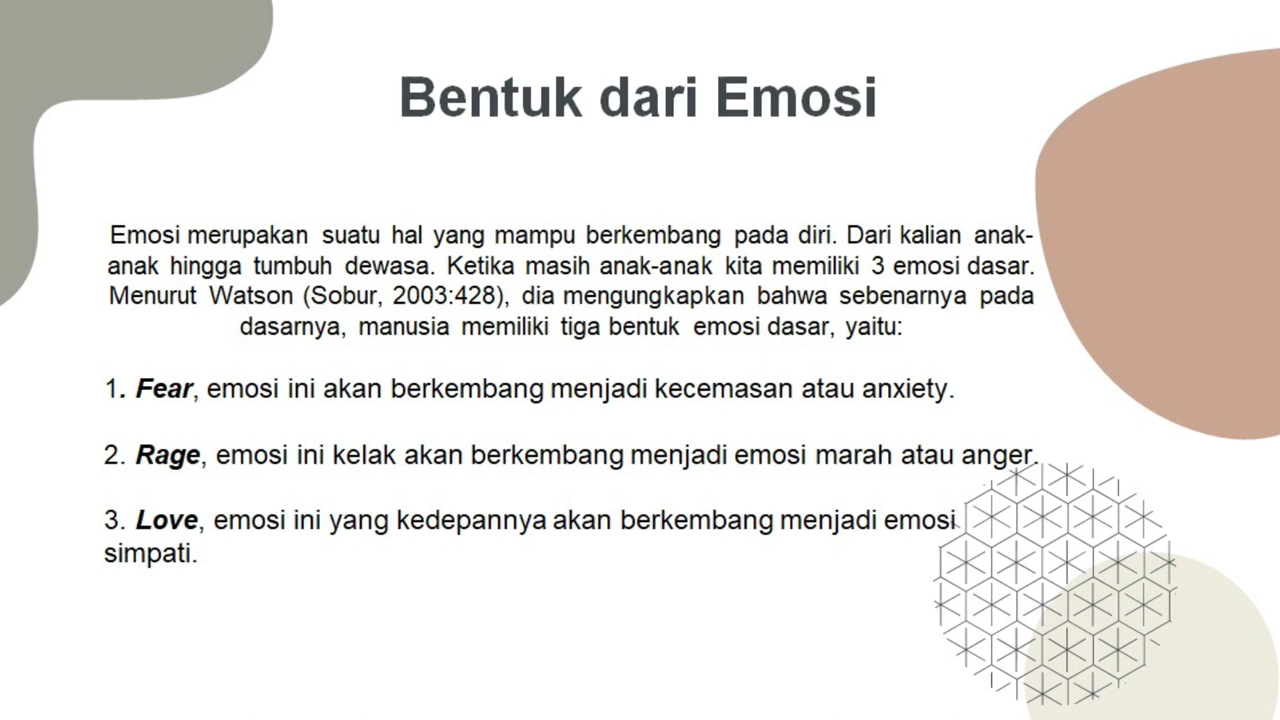 Bentuk dari Emosi
Emosi merupakan suatu hal yang mampu berkembang pada diri. Dari kalian anak-
anak hingga tumbuh dewasa. Ketika masih anak-anak kita memiliki 3 emosi dasar.
Menurut Watson (Sobur, 2003:428), dia mengungkapkan bahwa sebenarnya pada
dasarnya, manusia memiliki tiga bentuk emosi dasar, yaitu:
1. Fear, emosi ini akan berkembang menjadi kecemasan atau anxiety.
2. Rage, emosi ini kelak akan berkembang menjadi emosi marah atau anger.
3. Love, emosi ini yang kedepannya akan berkembang menjadi emosi
simpati.